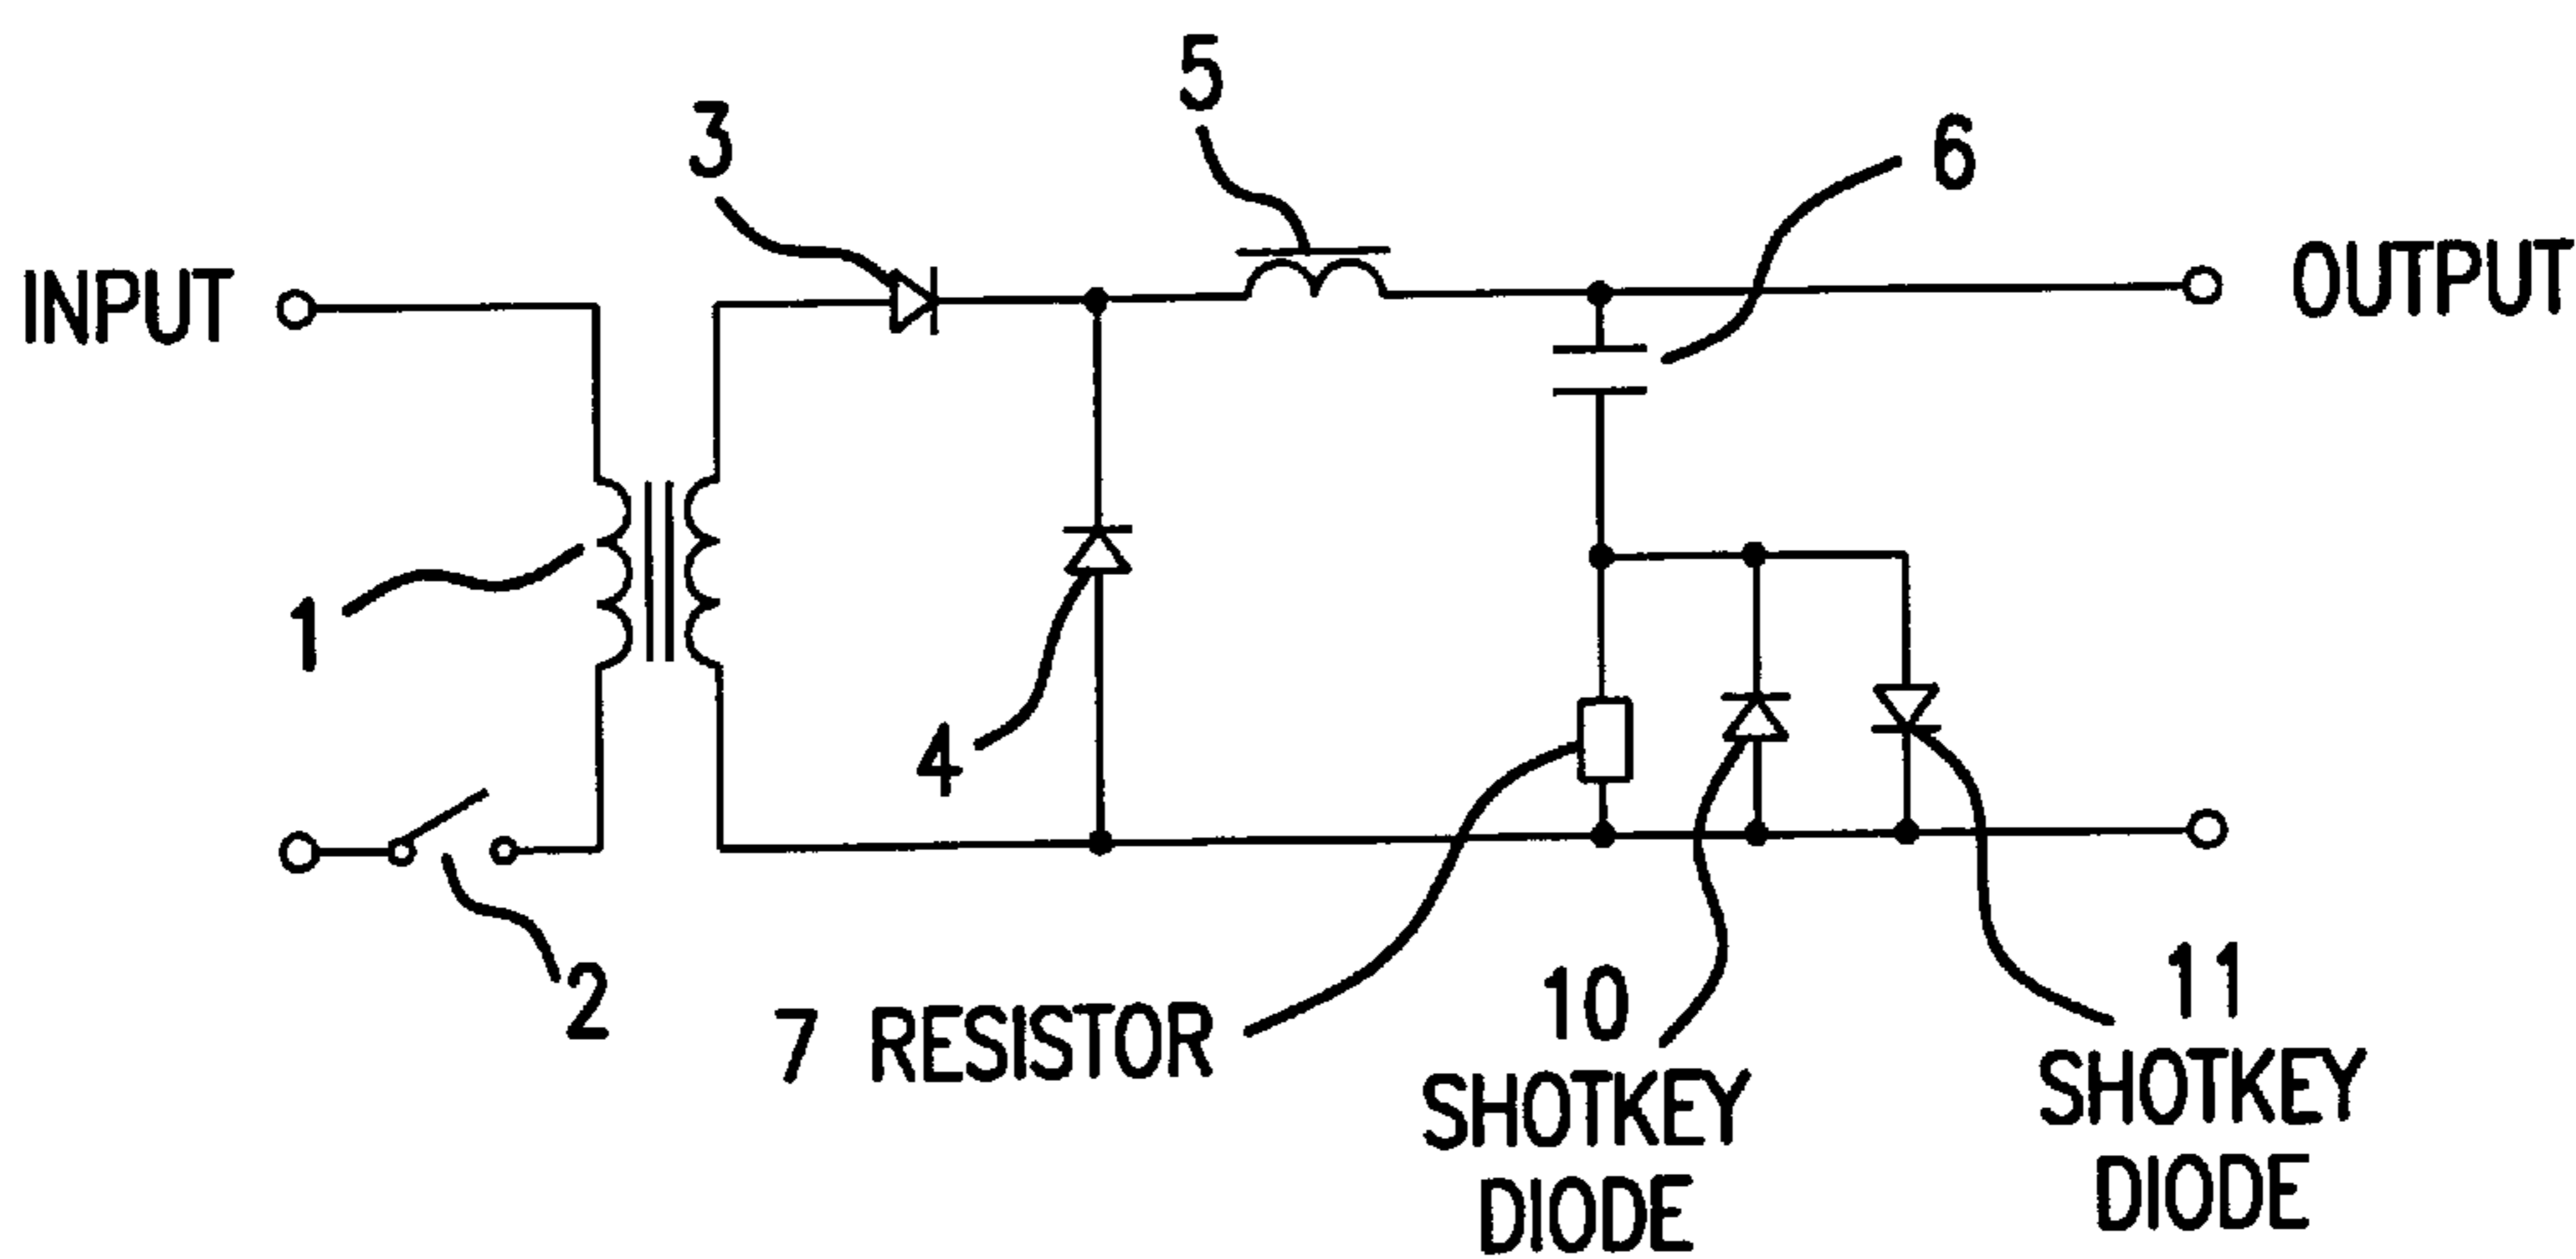 5
3
6
INPUT
OUTPUT
1
4
2
7 RESISTOR
10
SHOTKEY
DIODE
11
SHOTKEY
DIODE